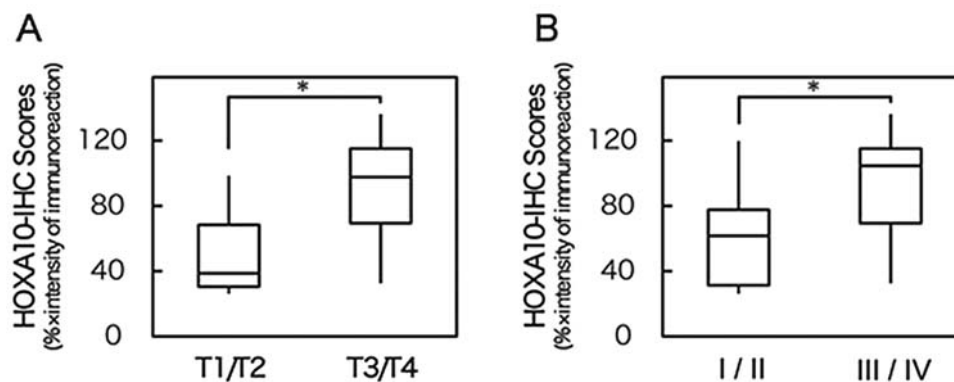 A
HOXA10-IHC Scores
(%×intensity of immunoreaction)
120
80
40
0
*
T1/T2
T3/T4
B
HOXA10-IHC Scores
(%×intensity of immunoreaction)
120
80
40
0
*
I / II
III / IV